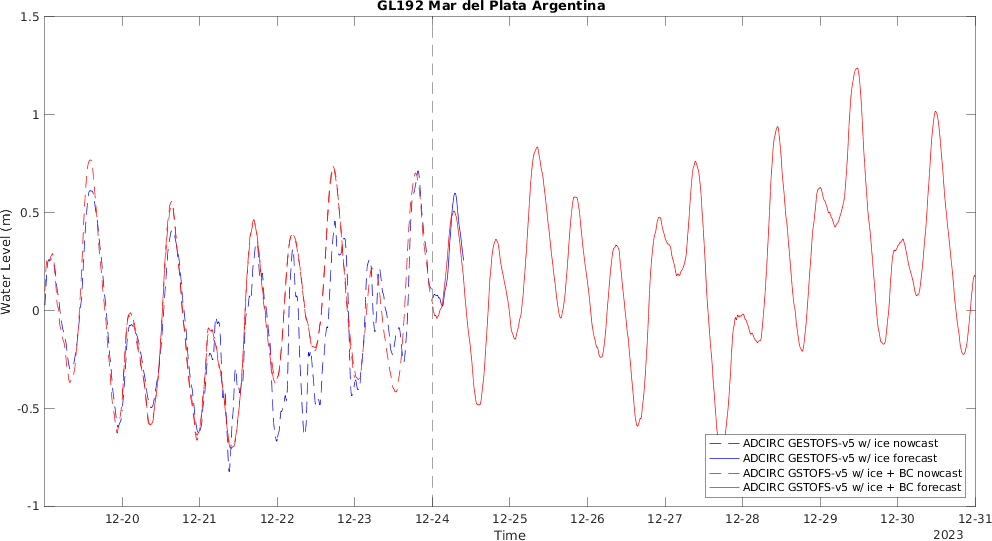 GL192 Mar del Plata Argentina
Water Level (m)
1.5
1
0.5
0
-0.5
-1
12-20
12-21
12-22
12-23
12-24
12-25
12-26
12-27
12-28
12-29
12-30
12-31
Time
2023
ADCIRC GESTOFS-v5 w/ ice nowcast
ADCIRC GESTOFS-v5 w/ ice forecast
ADCIRC GSTOFS-v5 w/ ice + BC nowcast
ADCIRC GSTOFS-v5 w/ ice + BC forecast